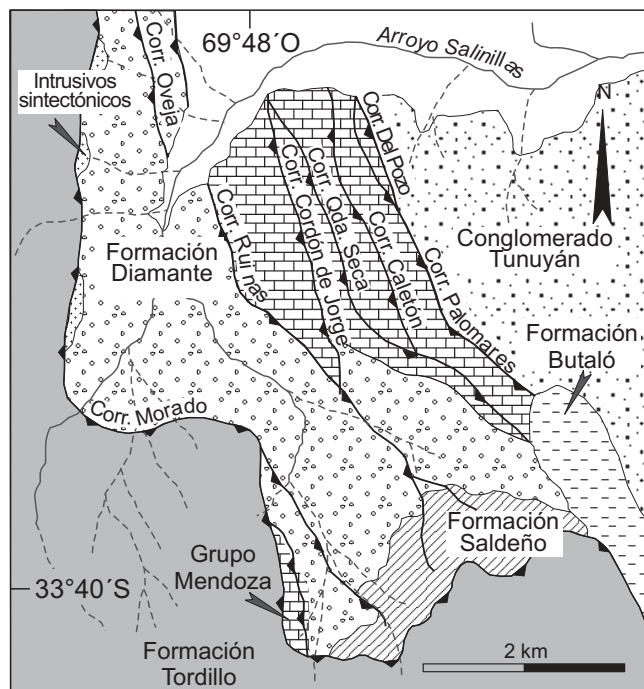 69°48´O
Arroyo Salinillas
Corr. Oveja
Intrusivos
sintectónicos
N
Corr. Del Pozo
Corr. Qda. Seca
Corr. Cordón de Jorge
Corr. Caletón
Corr. Ruinas
Corr. Palomares
Conglomerado
Tunuyán
Formación
Diamante
Formación
Butaló
Corr. Morado
Formación
Saldeño
Grupo
Mendoza
33°40´S
Formación
Tordillo
2 km